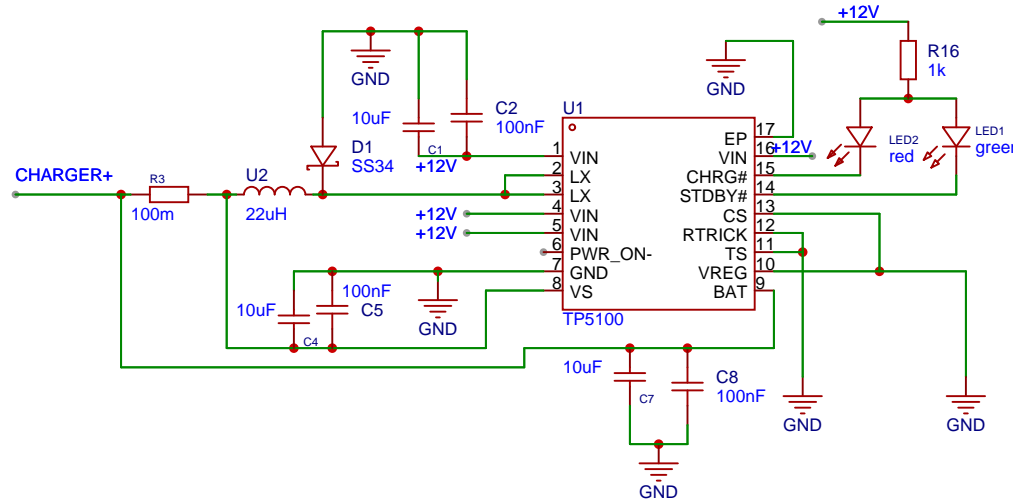 +12V
R16
1k
GND
GND
10uF
C1
C2
100nF
D1
SS34
+12V
U1
EP
17
1
VIN
VIN
16
+12V
2
LX
CHRG#
15
3
LX
STDBY#
14
+12V
4
VIN
CS
13
+12V
5
VIN
RTRICK
12
6
PWR_ON-
TS
11
7
GND
VREG
10
8
VS
BAT
9
TP5100
LED2
red
LED1
green
CHARGER+
R3
100m
U2
22uH
100nF
C5
10uF
C4
GND
10uF
C7
C8
100nF
GND
GND
GND